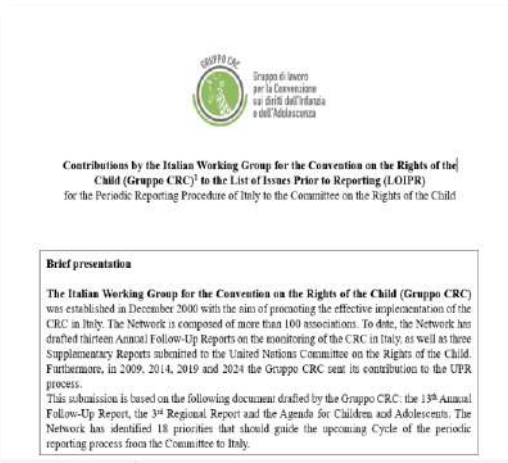 GRUPPO CRC
Gruppo di lavoro
per la Convenzione
sui diritti dell'Infanzia
e dell'Adolescenza
Contributions by the Italian Working Group for the Convention on the Rights of the
Child (Gruppo CRC)¹ to the List of Issues Prior to Reporting (LOIPR)
for the Periodic Reporting Procedure of Italy to the Committee on the Rights of the Child
Brief presentation
The Italian Working Group for the Convention on the Rights of the Child (Gruppo CRC)
was established in December 2000 with the aim of promoting the effective implementation of the
CRC in Italy. The Network is composed of more than 100 associations. To date, the Network has
drafted thirteen Annual Follow-Up Reports on the monitoring of the CRC in Italy, as well as three
Supplementary Reports submitted to the United Nations Committee on the Rights of the Child.
Furthermore, in 2009, 2014, 2019 and 2024 the Gruppo CRC sent its contribution to the UPR
process.
This submission is based on the following document drafted by the Gruppo CRC: the 13th Annual
Follow-Up Report, the 3rd Regional Report and the Agenda for Children and Adolescents. The
Network has identified 18 priorities that should guide the upcoming Cycle of the periodic
reporting process from the Committee to Italy.